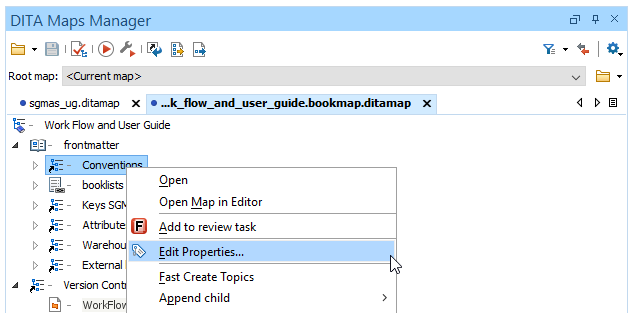 DITA Maps Manager
Root map: <Current map>
sgmas_ug.ditamap
...k_flow_and_user_guide.bookmap.ditamap
Work Flow and User Guide
frontmatter
Conventions
Open
booklists
Open Map in Editor
Keys SGM
Attribute
Add to review task
Warehou
Edit Properties...
External
Fast Create Topics
Version Contr
Append child
WorkFlow